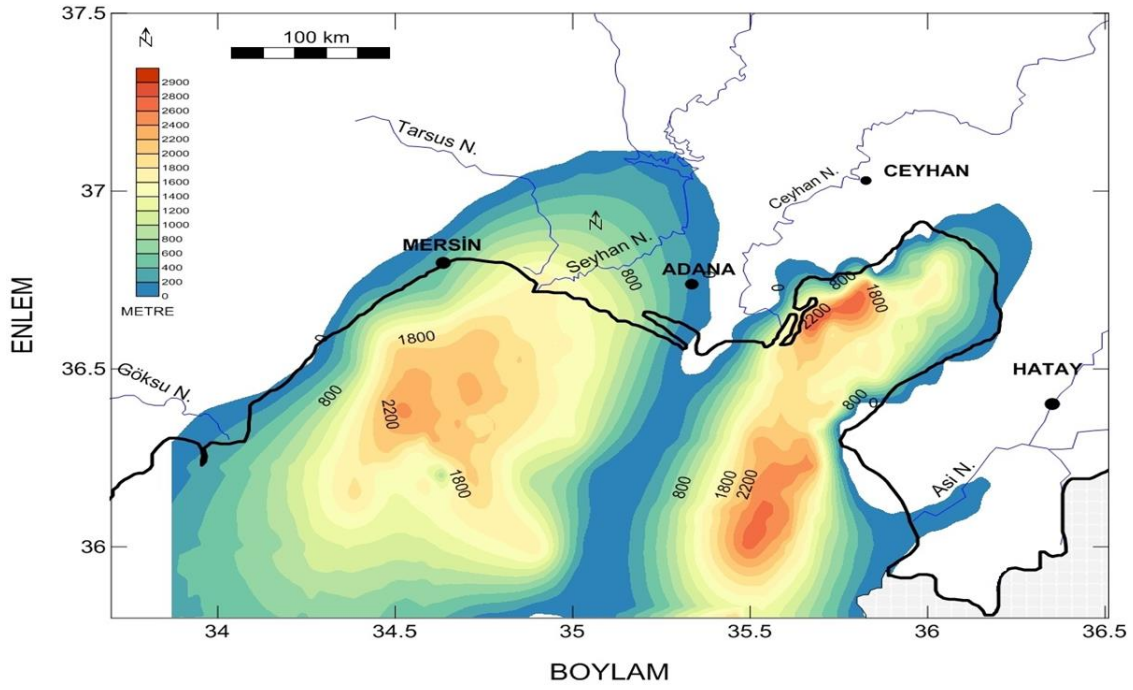 37.5
N
100 km
2900
2800
2600
2400
2200
2000
1800
1600
1400
1200
1000
800
600
400
200
0
METRE
Tarsus N.
Ceyhan N.
CEYHAN
37
N
MERSİN
Seyhan N.
ADANA
0
800
0
800
1800
2200
0
1800
ENLEM
36.5
Göksu N.
800
2200
1800
800
0
HATAY
800
1800
2200
Asi N.
36
34
34.5
35
35.5
36
36.5
BOYLAM